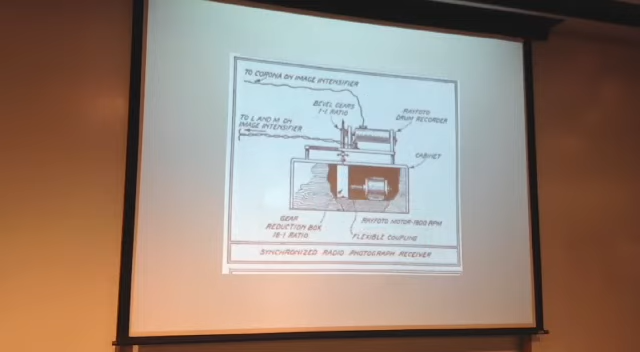 TO CORONA ON IMAGE INTENSIFIER
BEVEL GEARS
1-1 RATIO
RAYFOTO
DRUM RECORDER
TO L AND M ON
IMAGE INTENSIFIER
CABINET
GEAR
REDUCTION BOX
18-1 RATIO
RAYFOTO MOTOR-1800 RPM
FLEXIBLE COUPLING
SYNCHRONIZED RADIO PHOTOGRAPH RECEIVER